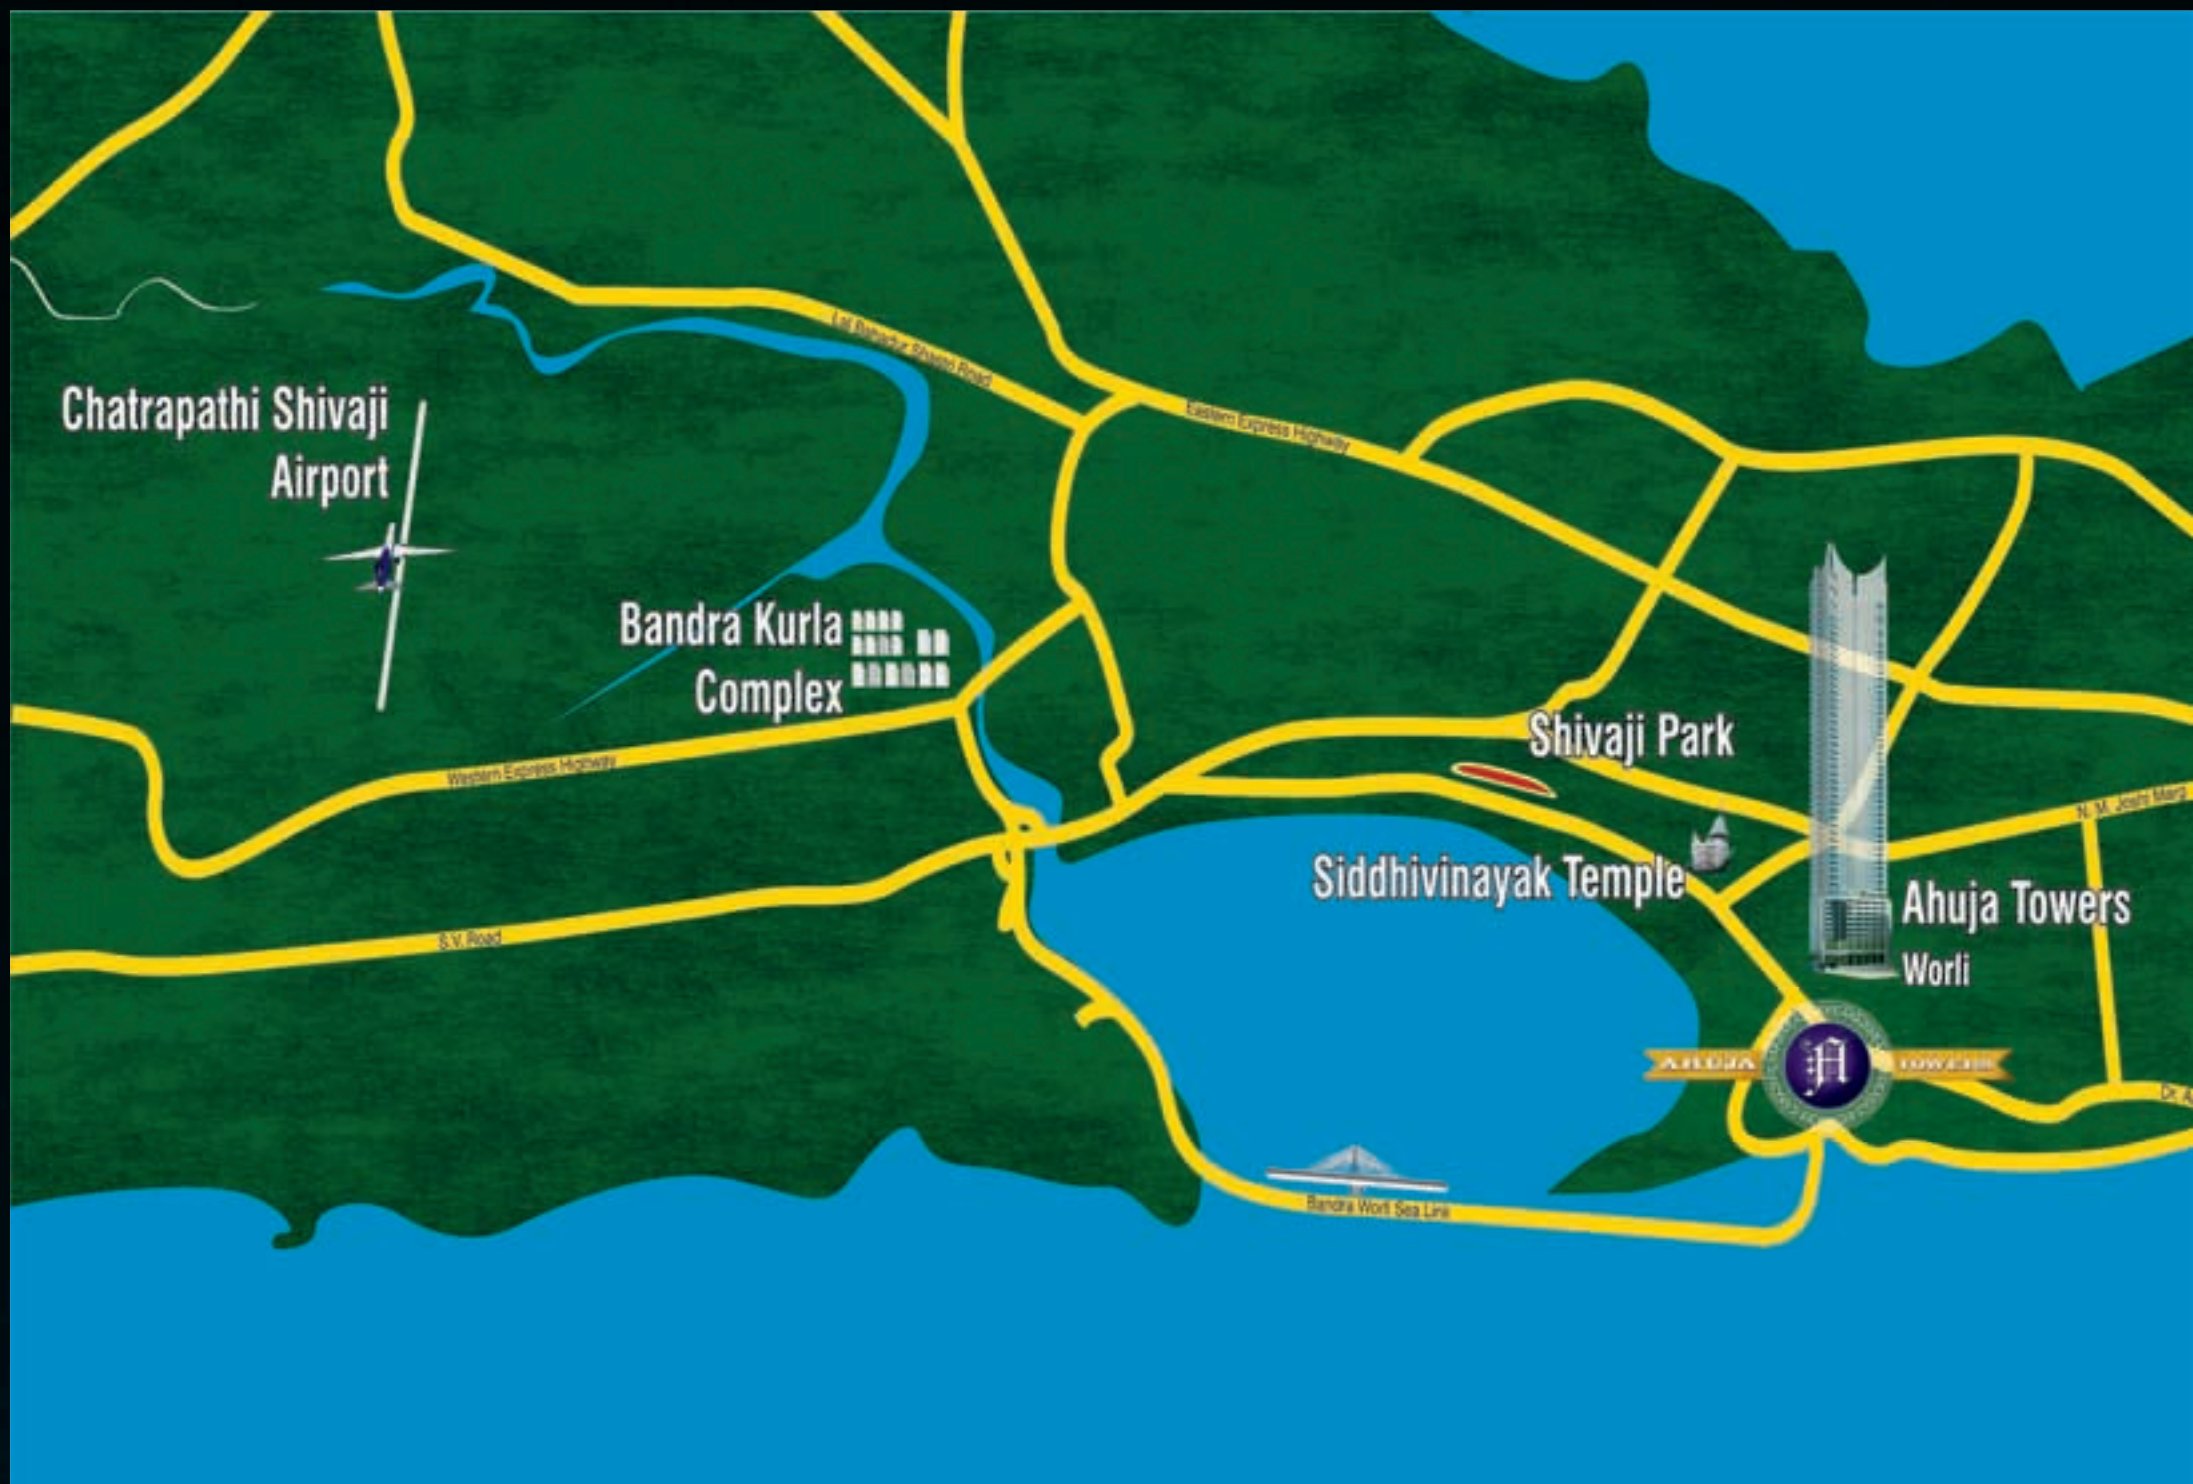 Lal Bahadur Shastri Road
Chatrapathi Shivaji
Airport
Eastern Express Highway
Bandra Kurla
Complex
Shivaji Park
Western Express Highway
N. M. Joshi Marg
Siddhivinayak Temple
Ahuja Towers
Worli
S.V. Road
AHUJA
A
TOWERS
Dr. A
Bandra Worli Sea Link